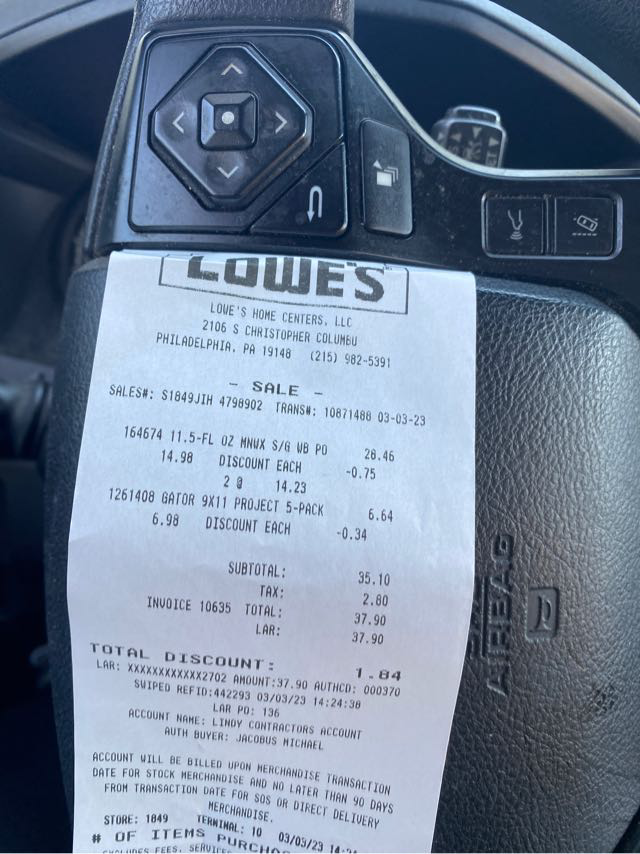 LOWE'S
LOWE'S HOME CENTERS, LLC
2106 S CHRISTOPHER COLUMBU
PHILADELPHIA, PA 19148 (215) 982-5391
- SALE -
SALES#: S1849JIH 4798902 TRANS#: 10871488 03-03-23
164674 11.5-FL OZ MNWX S/G WB PO 28.46
14.98 DISCOUNT EACH -0.75
2 @ 14.23
1261408 GATOR 9X11 PROJECT 5-PACK 6.64
6.98 DISCOUNT EACH -0.34
SUBTOTAL: 35.10
TAX: 2.80
INVOICE 10635 TOTAL: 37.90
LAR: 37.90
TOTAL DISCOUNT: 1.84
LAR: XXXXXXXXXXXX2702 AMOUNT:37.90 AUTHCD: 000370
SWIPED REFID:442293 03/03/23 14:24:38
LAR PO: 136
ACCOUNT NAME: LINDY CONTRACTORS ACCOUNT
AUTH BUYER: JACOBUS MICHAEL
ACCOUNT WILL BE BILLED UPON MERCHANDISE TRANSACTION
DATE FOR STOCK MERCHANDISE AND NO LATER THAN 90 DAYS
FROM TRANSACTION DATE FOR SOS OR DIRECT DELIVERY
MERCHANDISE.
STORE: 1849 TERMINAL: 10 03/03/23 14:
# OF ITEMS PURCHA
EXCLUDES FEES, SERVICE
AIRBAG